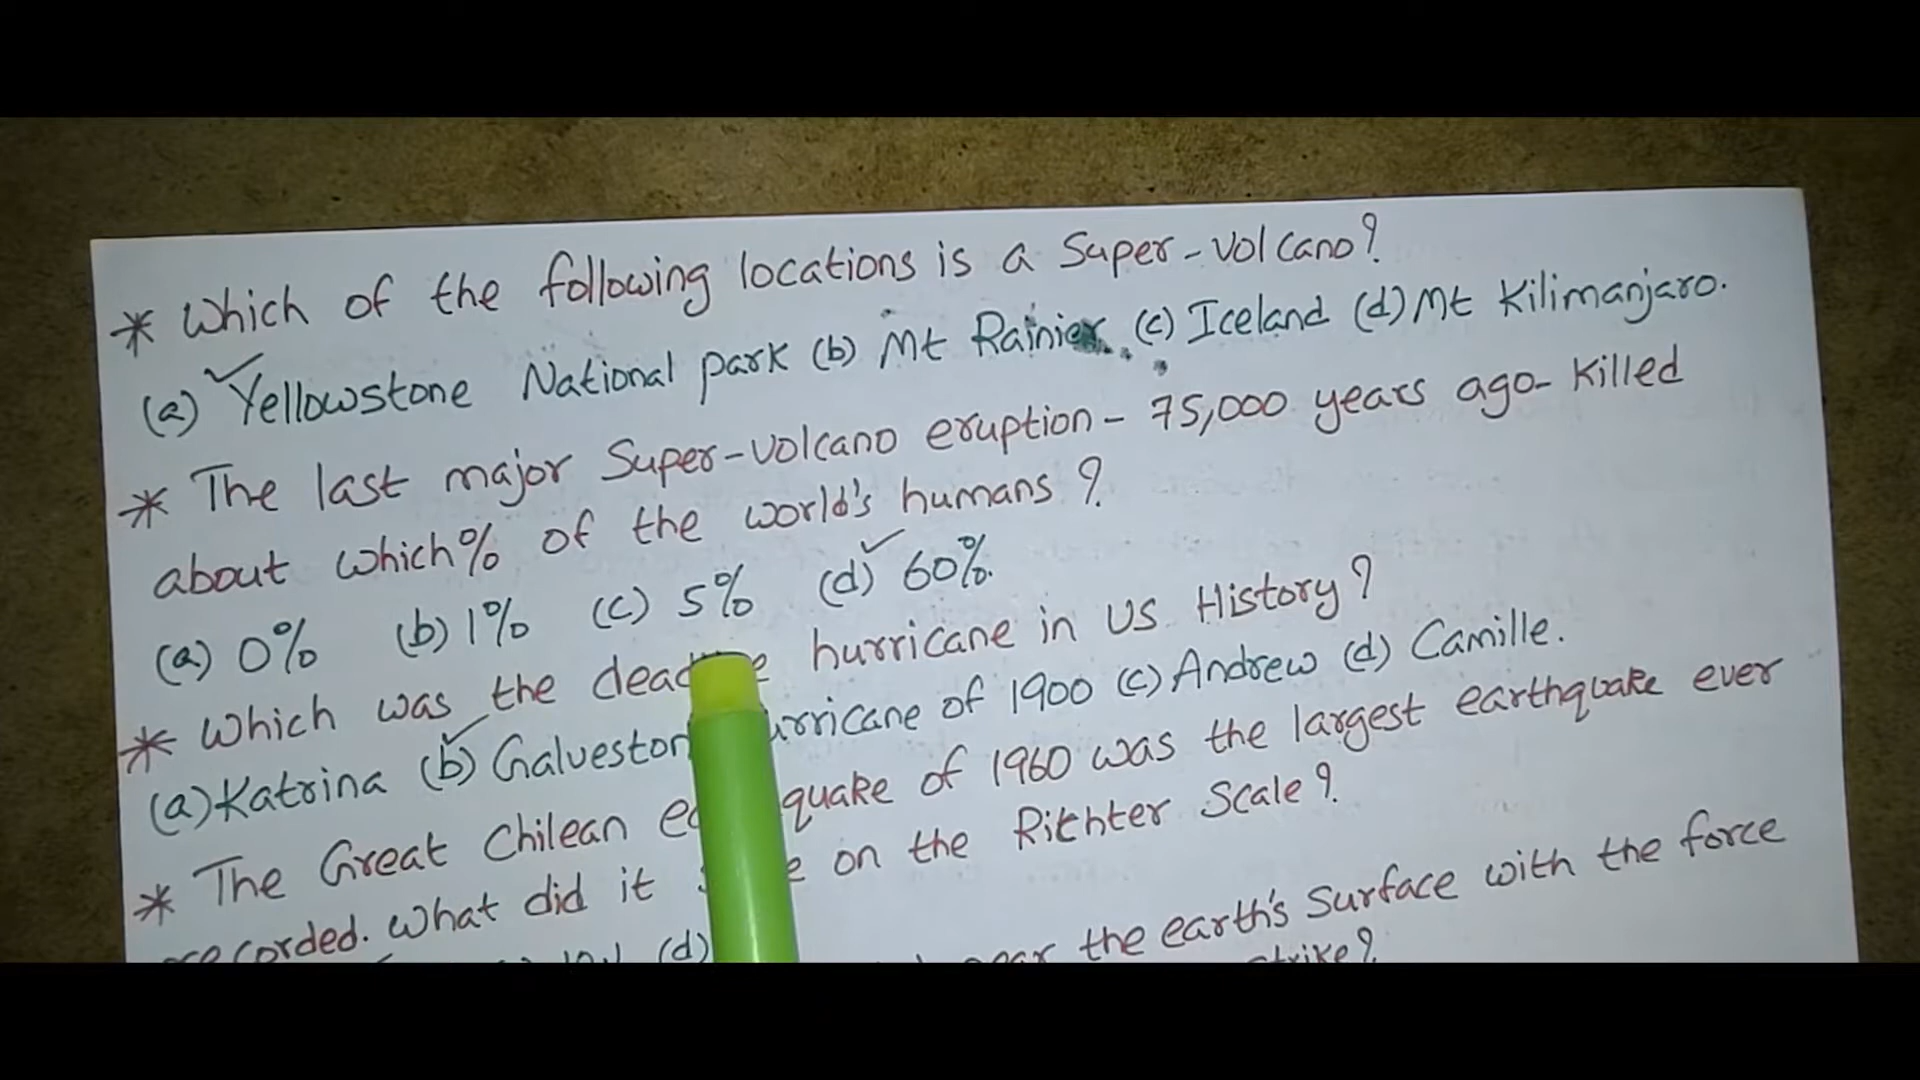 * Which of the following locations is a Super-volcano?
(a) Yellowstone National park (b) Mt Rainier (c) Iceland (d) Mt Kilimanjaro.
* The last major Super-volcano eruption - 75,000 years ago - Killed
about which % of the world's humans?
(a) 0% (b) 1% (c) 5% (d) 60%.
* Which was the hurricane in US History?
(a) Katrina (b) Galveston of 1900 (c) Andrew (d) Camille.
* The Great Chilean of 1960 was the largest earthquake ever
recorded. What did it on the Richter Scale?
(d) the earth's Surface with the force